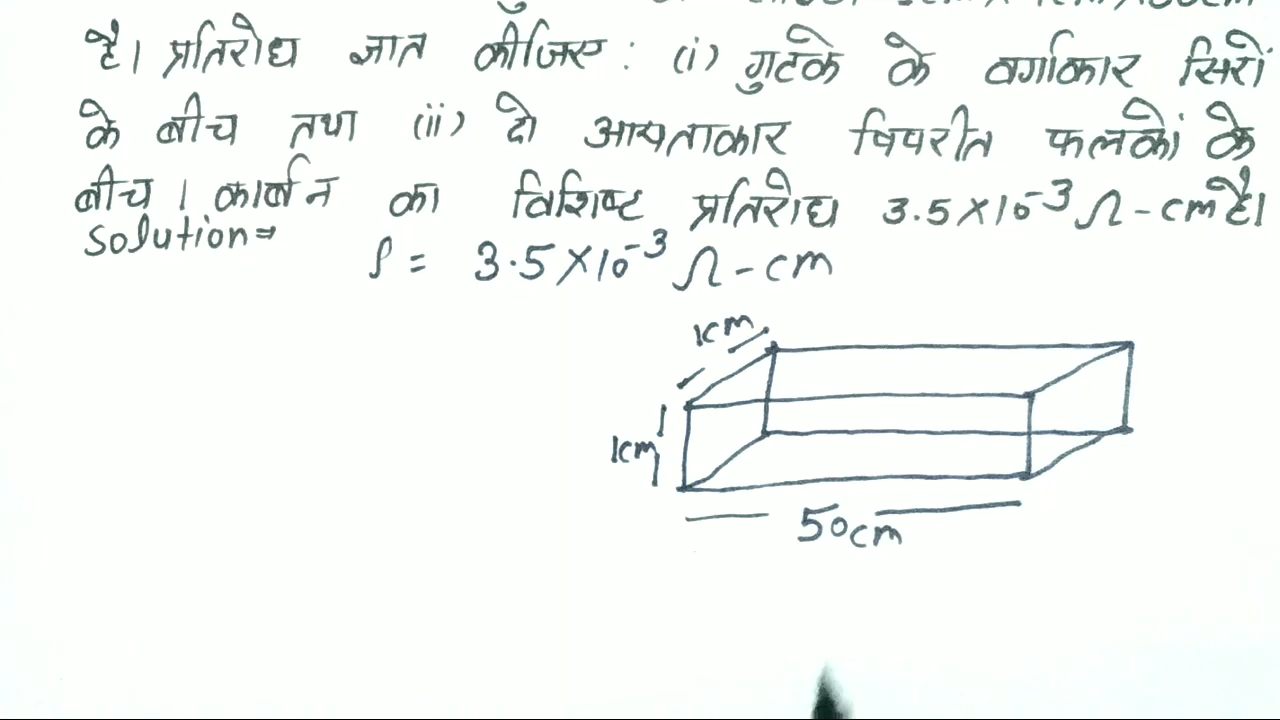 है। प्रतिरोध ज्ञात कीजिए : (i) गुटके के वर्गाकार सिरों
के बीच तथा (ii) दो आयताकार विपरीत फलकों के
बीच। कार्बन का विशिष्ट प्रतिरोध 3.5×10⁻³ Ω-cm है।
Solution⇒
ρ = 3.5×10⁻³ Ω-cm
1cm
1cm
50cm